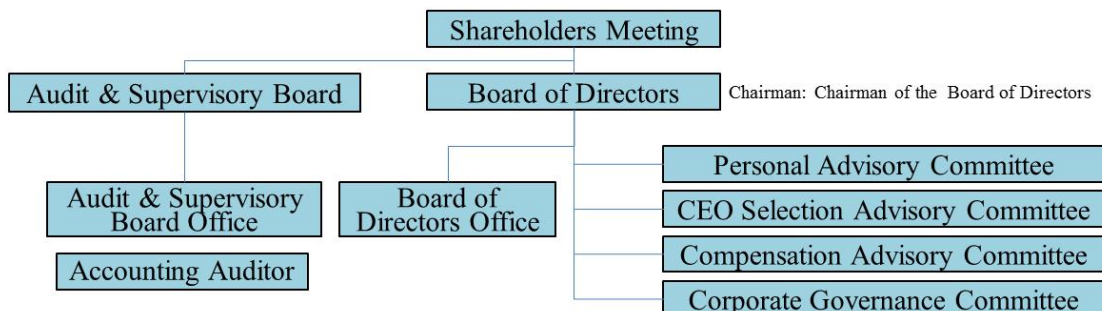 Shareholders Meeting
Audit & Supervisory Board
Board of Directors
Chairman: Chairman of the Board of Directors
Personal Advisory Committee
Audit & Supervisory
Board Office
Board of
Directors Office
CEO Selection Advisory Committee
Accounting Auditor
Compensation Advisory Committee
Corporate Governance Committee